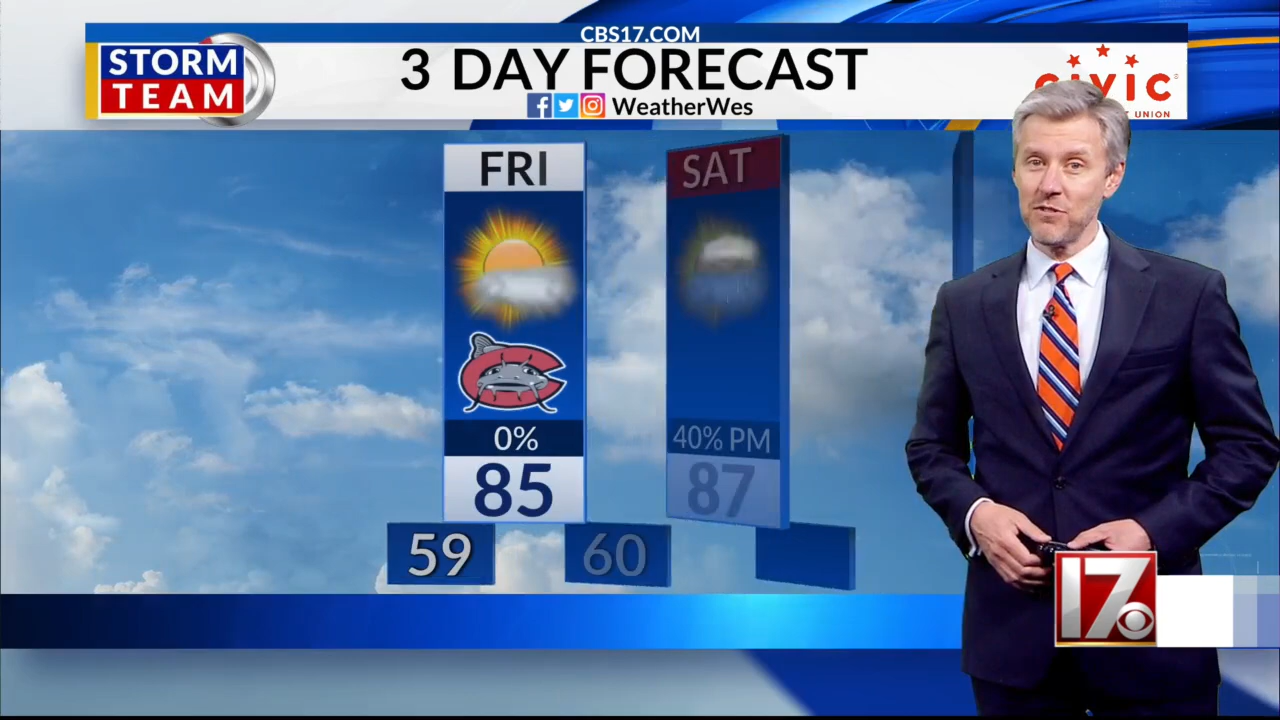 CBS17.COM
STORM
TEAM
3 DAY FORECAST
WeatherWes
CIVIC
UNION
FRI
SAT
0%
40% PM
85
87
59
60
17